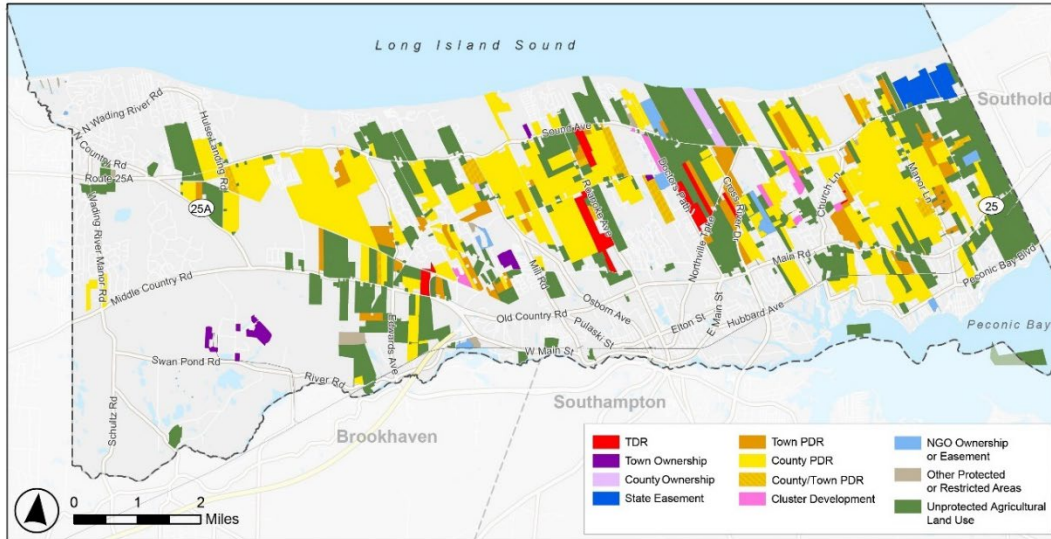 Long Island Sound
Southold
N Wading River Rd
N Country Rd
Hulse Landing Rd
Sound Ave
Route 25A
25A
Wading River Manor Rd
Middle Country Rd
Roanoke Ave
Doctors Path
Cross River Dr
Northville Tpke
Church Ln
Manor Ln
25
Main Rd
Peconic Bay Blvd
Mill Rd
Osborn Ave
Old Country Rd
Pulaski St
Elton St
Hubbard Ave
E Main St
Edwards Ave
W Main St
Peconic Bay
Swan Pond Rd
River Rd
Schultz Rd
Southampton
Brookhaven
0 1 2
Miles
TDR
Town Ownership
County Ownership
State Easement
Town PDR
County PDR
County/Town PDR
Cluster Development
NGO Ownership
or Easement
Other Protected
or Restricted Areas
Unprotected Agricultural
Land Use